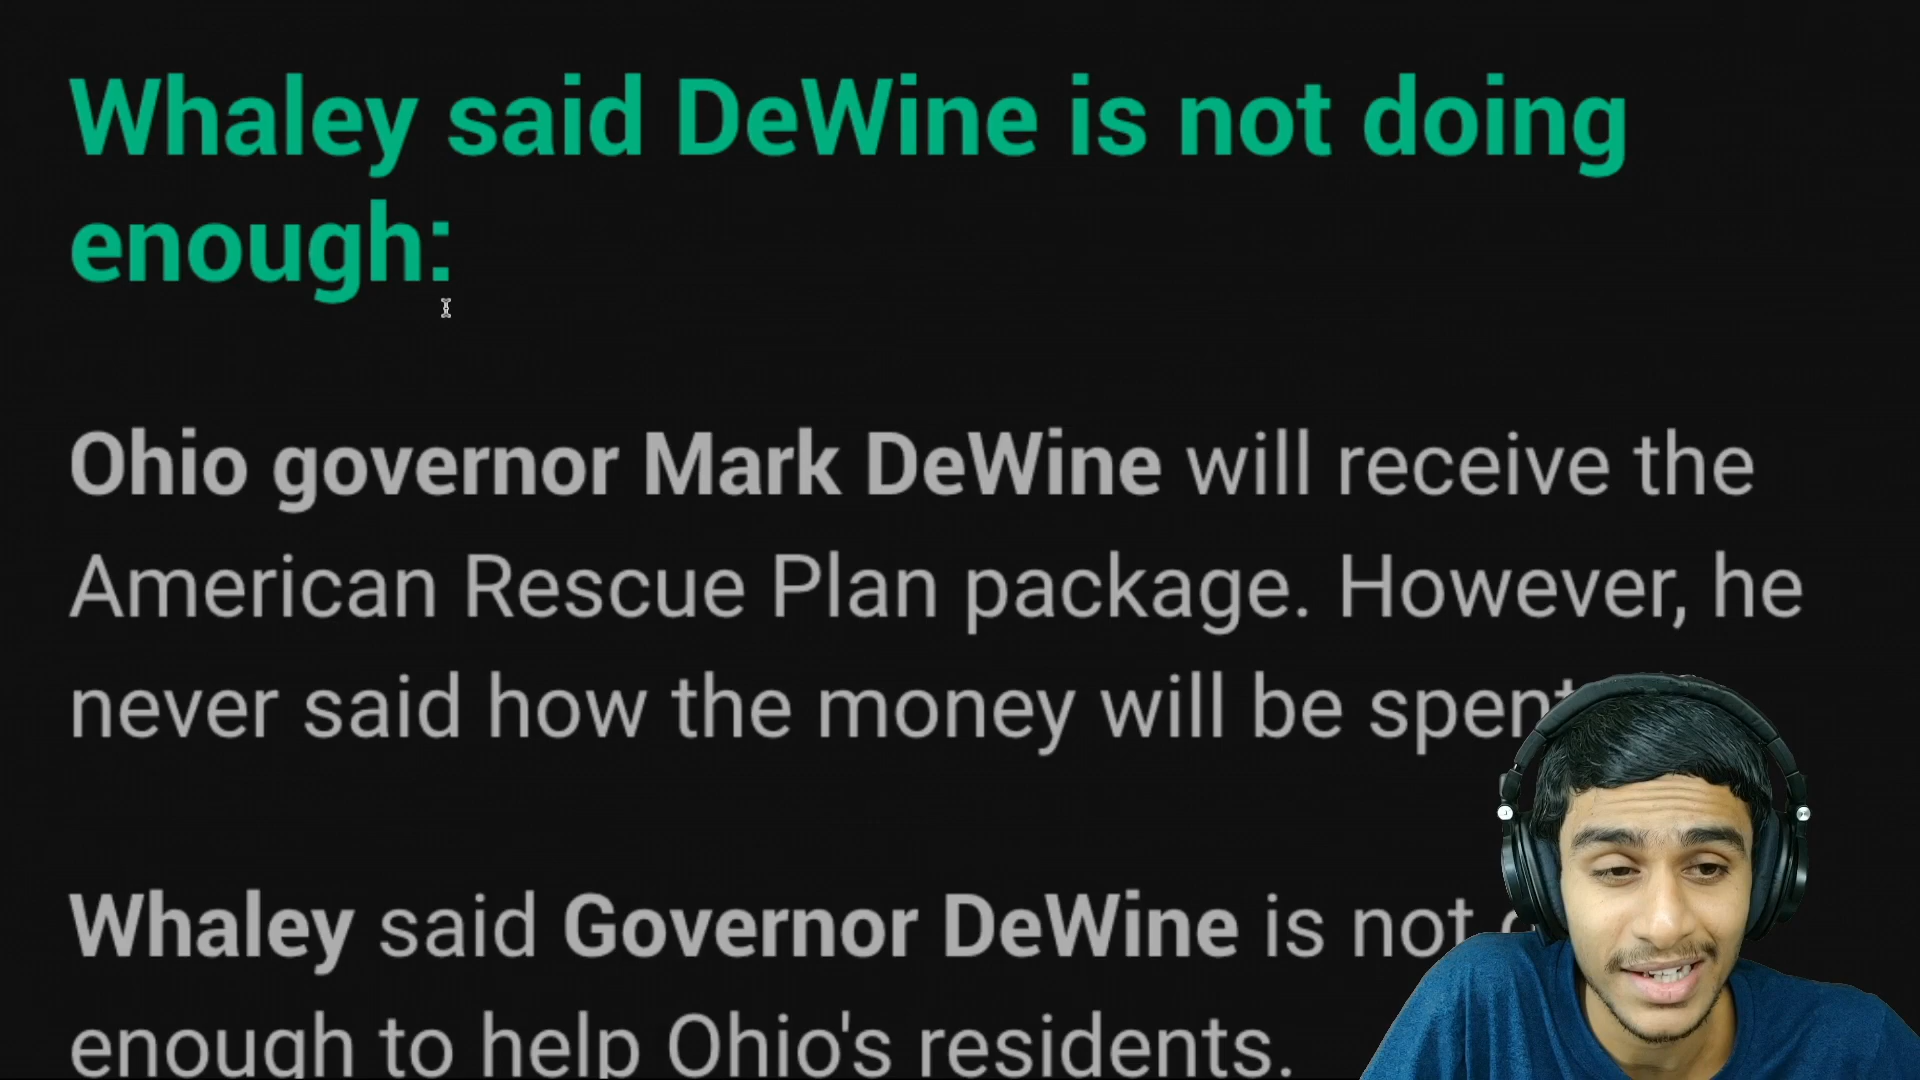 Whaley said DeWine is not doing
enough:
Ohio governor Mark DeWine will receive the
American Rescue Plan package. However, he
never said how the money will be spent
Whaley said Governor DeWine is not
enough to help Ohio's residents.